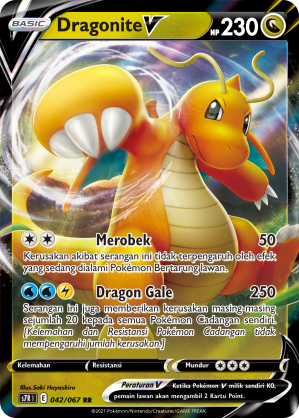 BASIC
Dragonite V HP 230
Merobek 50
Kerusakan akibat serangan ini tidak terpengaruh oleh efek
yang sedang dialami Pokémon Bertarung lawan.
Dragon Gale 250
Serangan ini juga memberikan kerusakan masing-masing
sejumlah 20 kepada semua Pokémon Cadangan sendiri.
[Kelemahan dan Resistansi Pokémon Cadangan tidak
mempengaruhi jumlah kerusakan.]
Kelemahan Resistansi Mundur
Illus. Saki Hayashiro
Peraturan V Ketika Pokémon V milik sendiri KO,
pemain lawan akan mengambil 2 Kartu Point.
s7R I E 042/067 RR
©2021 Pokémon/Nintendo/Creatures/GAME FREAK.